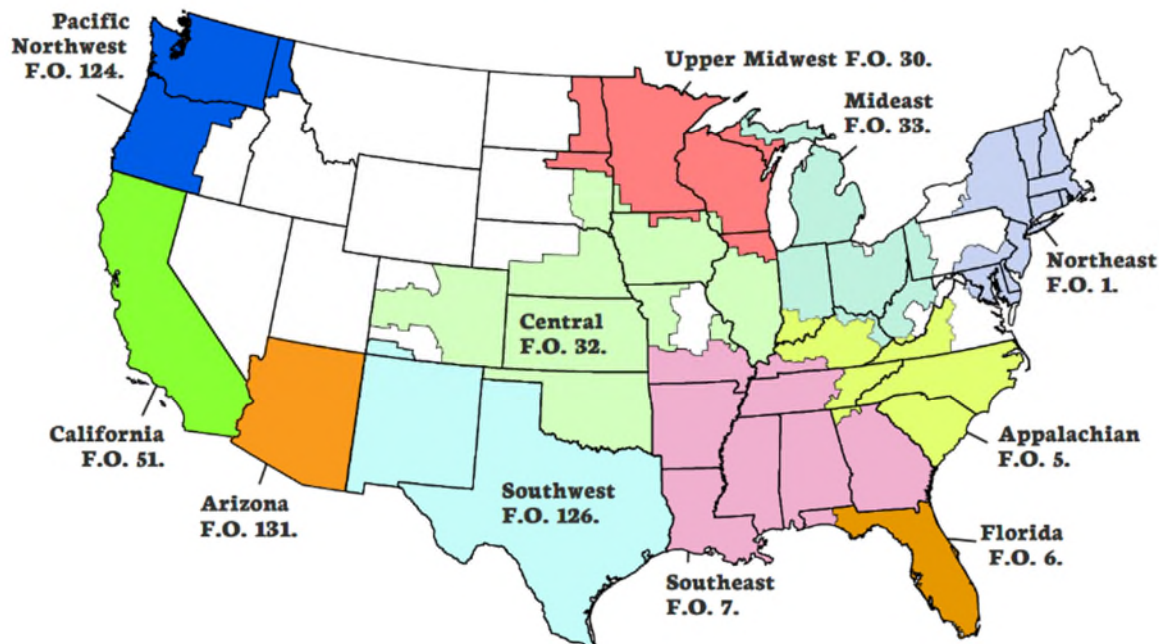 Pacific
Northwest
F.O. 124.
Upper Midwest F.O. 30.
Mideast
F.O. 33.
Northeast
F.O. 1.
Central
F.O. 32.
California
F.O. 51.
Appalachian
F.O. 5.
Arizona
F.O. 131.
Southwest
F.O. 126.
Florida
F.O. 6.
Southeast
F.O. 7.